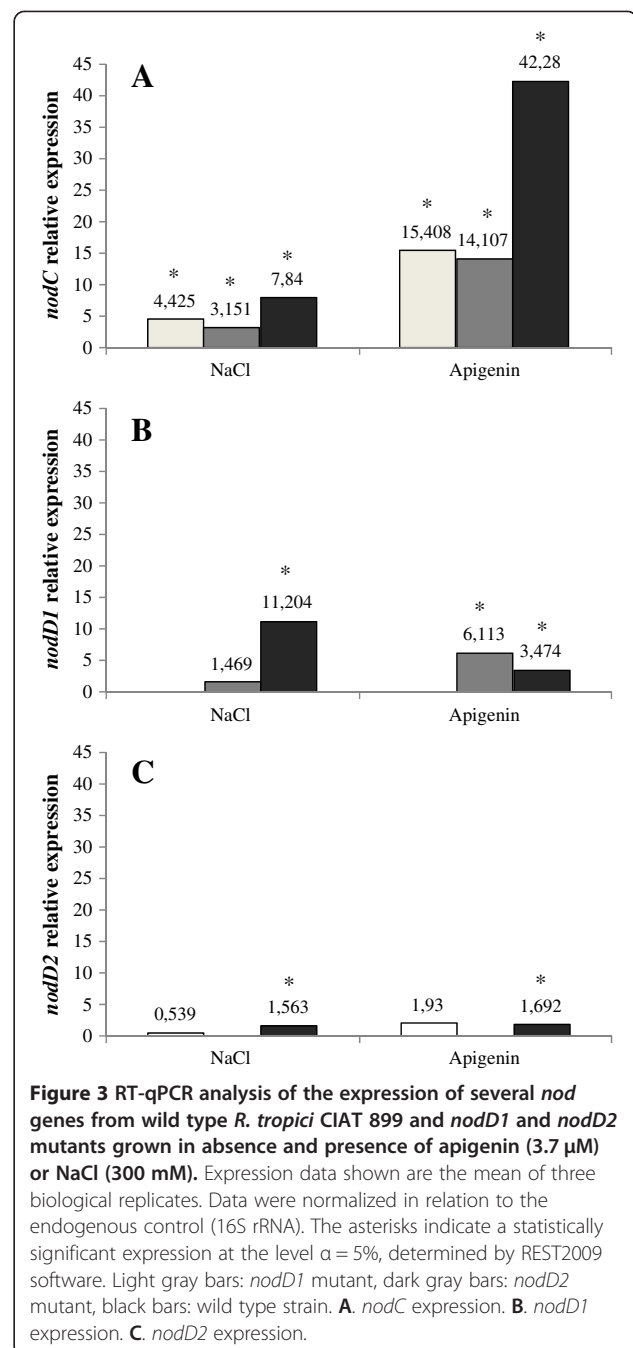 A
nodC relative expression
45
40
35
30
25
20
15
10
5
0
*
4,425
*
3,151
*
7,84
*
15,408
*
14,107
*
42,28
NaCl
Apigenin
B
nodD1 relative expression
45
40
35
30
25
20
15
10
5
0
1,469
*
11,204
*
6,113
*
3,474
NaCl
Apigenin
C
nodD2 relative expression
45
40
35
30
25
20
15
10
5
0
0,539
*
1,563
1,93
*
1,692
NaCl
Apigenin
Figure 3 RT-qPCR analysis of the expression of several nod
genes from wild type R. tropici CIAT 899 and nodD1 and nodD2
mutants grown in absence and presence of apigenin (3.7 μM)
or NaCl (300 mM). Expression data shown are the mean of three
biological replicates. Data were normalized in relation to the
endogenous control (16S rRNA). The asterisks indicate a statistically
significant expression at the level α = 5%, determined by REST2009
software. Light gray bars: nodD1 mutant, dark gray bars: nodD2
mutant, black bars: wild type strain. A. nodC expression. B. nodD1
expression. C. nodD2 expression.